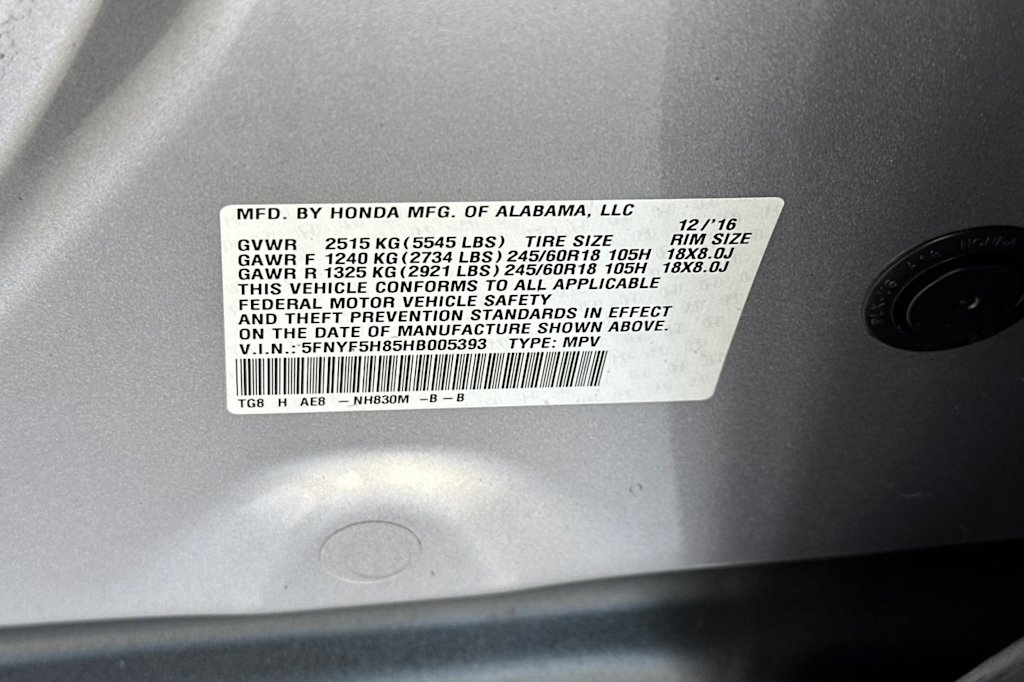 MFD. BY HONDA MFG. OF ALABAMA, LLC
12/'16
GVWR 2515 KG (5545 LBS) TIRE SIZE RIM SIZE
GAWR F 1240 KG (2734 LBS) 245/60R18 105H 18X8.0J
GAWR R 1325 KG (2921 LBS) 245/60R18 105H 18X8.0J
THIS VEHICLE CONFORMS TO ALL APPLICABLE
FEDERAL MOTOR VEHICLE SAFETY
AND THEFT PREVENTION STANDARDS IN EFFECT
ON THE DATE OF MANUFACTURE SHOWN ABOVE.
V.I.N.: 5FNYF5H85HB005393 TYPE: MPV
TG8 H AE8 – NH830M – B – B
HONDA